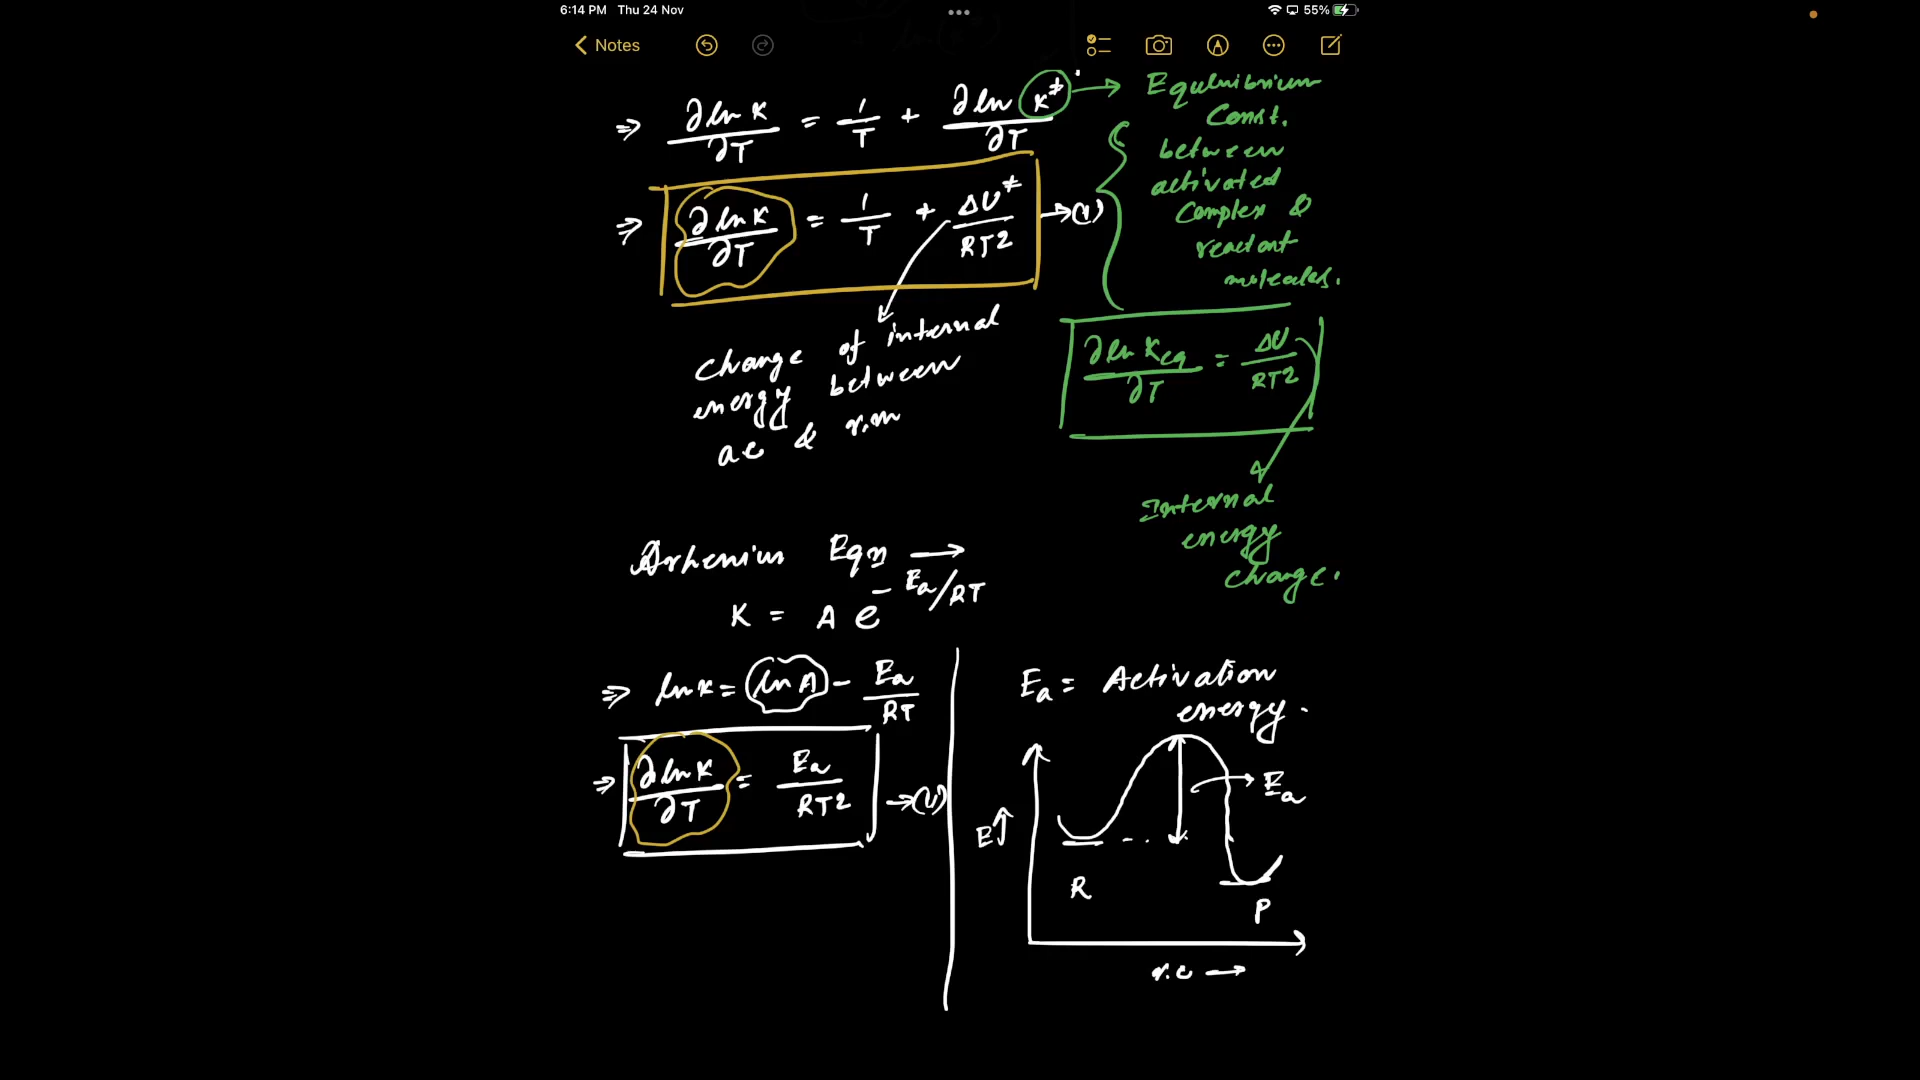 6:14 PM Thu 24 Nov
55%
Notes
⇒ ∂ln K/∂T = 1/T + ∂ln K≠/∂T
→ Equilibrium
Const.
between
activated
Complex &
reactant
molecules.
⇒ ∂ln K/∂T = 1/T + ΔU≠/RT2 →(1)
Change of internal
energy between
ac & r.m
∂ln Keq/∂T = ΔU/RT2
Internal
energy
change.
Arhenius Eqn →
K = A e^-Ea/RT
⇒ ln K = ln A - Ea/RT
⇒ ∂ln K/∂T = Ea/RT2
Ea = Activation
energy.
E↑
→ Ea
R
P
r.c →